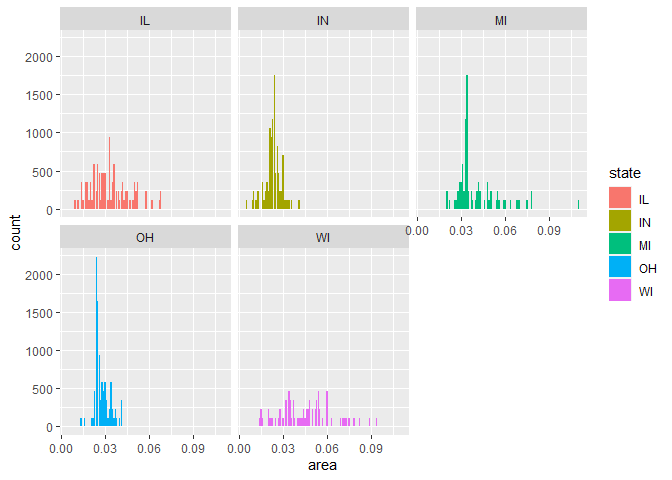 IL IN MI
2000
1500
1000
500
0
count
state
IL
IN
MI
OH
WI
0.00 0.03 0.06 0.09
OH WI
2000
1500
1000
500
0
0.00 0.03 0.06 0.09 0.00 0.03 0.06 0.09
area